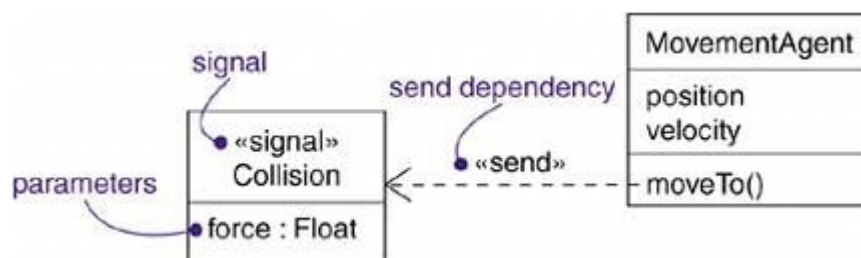 signal
send dependency
parameters
«signal»
Collision
force : Float
«send»
MovementAgent
position
velocity
moveTo()